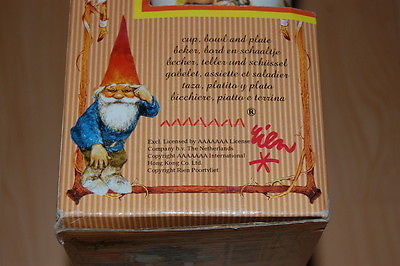 cup, bowl and plate
beker, bord en schaaltje
becher, teller und schüssel
gobelet, assiette et saladier
taza, platito y plato
bicchiere, piatto e terrina
AAAAAAA®
Rien
Excl. Licensed by AAAAAAA License
Company b.v. The Netherlands
Copyright AAAAAAA International
Hong Kong Co. Ltd.
Copyright Rien Poortvliet